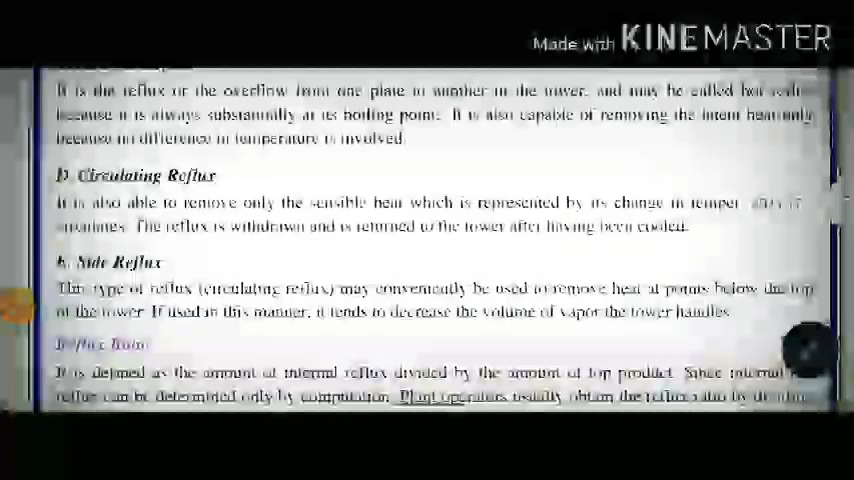 Made with KINEMASTER
It is the reflux or the overflow from one plate to another in the tower, and may be called hot
because it is always substantially at its boiling point. It is also capable of removing the latent heat only
because no difference in temperature is involved.
D. Circulating Reflux
It is also able to remove only the sensible heat which is represented by its change in temper
circulates. The reflux is withdrawn and is returned to the tower after having been cooled.
E. Side Reflux
This type of reflux (circulating reflux) may conveniently be used to remove heat at points below the top
of the tower. If used in this manner, it tends to decrease the volume of vapor the tower handles.
Reflux Ratio
It is defined as the amount of internal reflux divided by the amount of top product. Since internal
reflux can be determined only by computation. Plant operators usually obtain the reflux ratio by